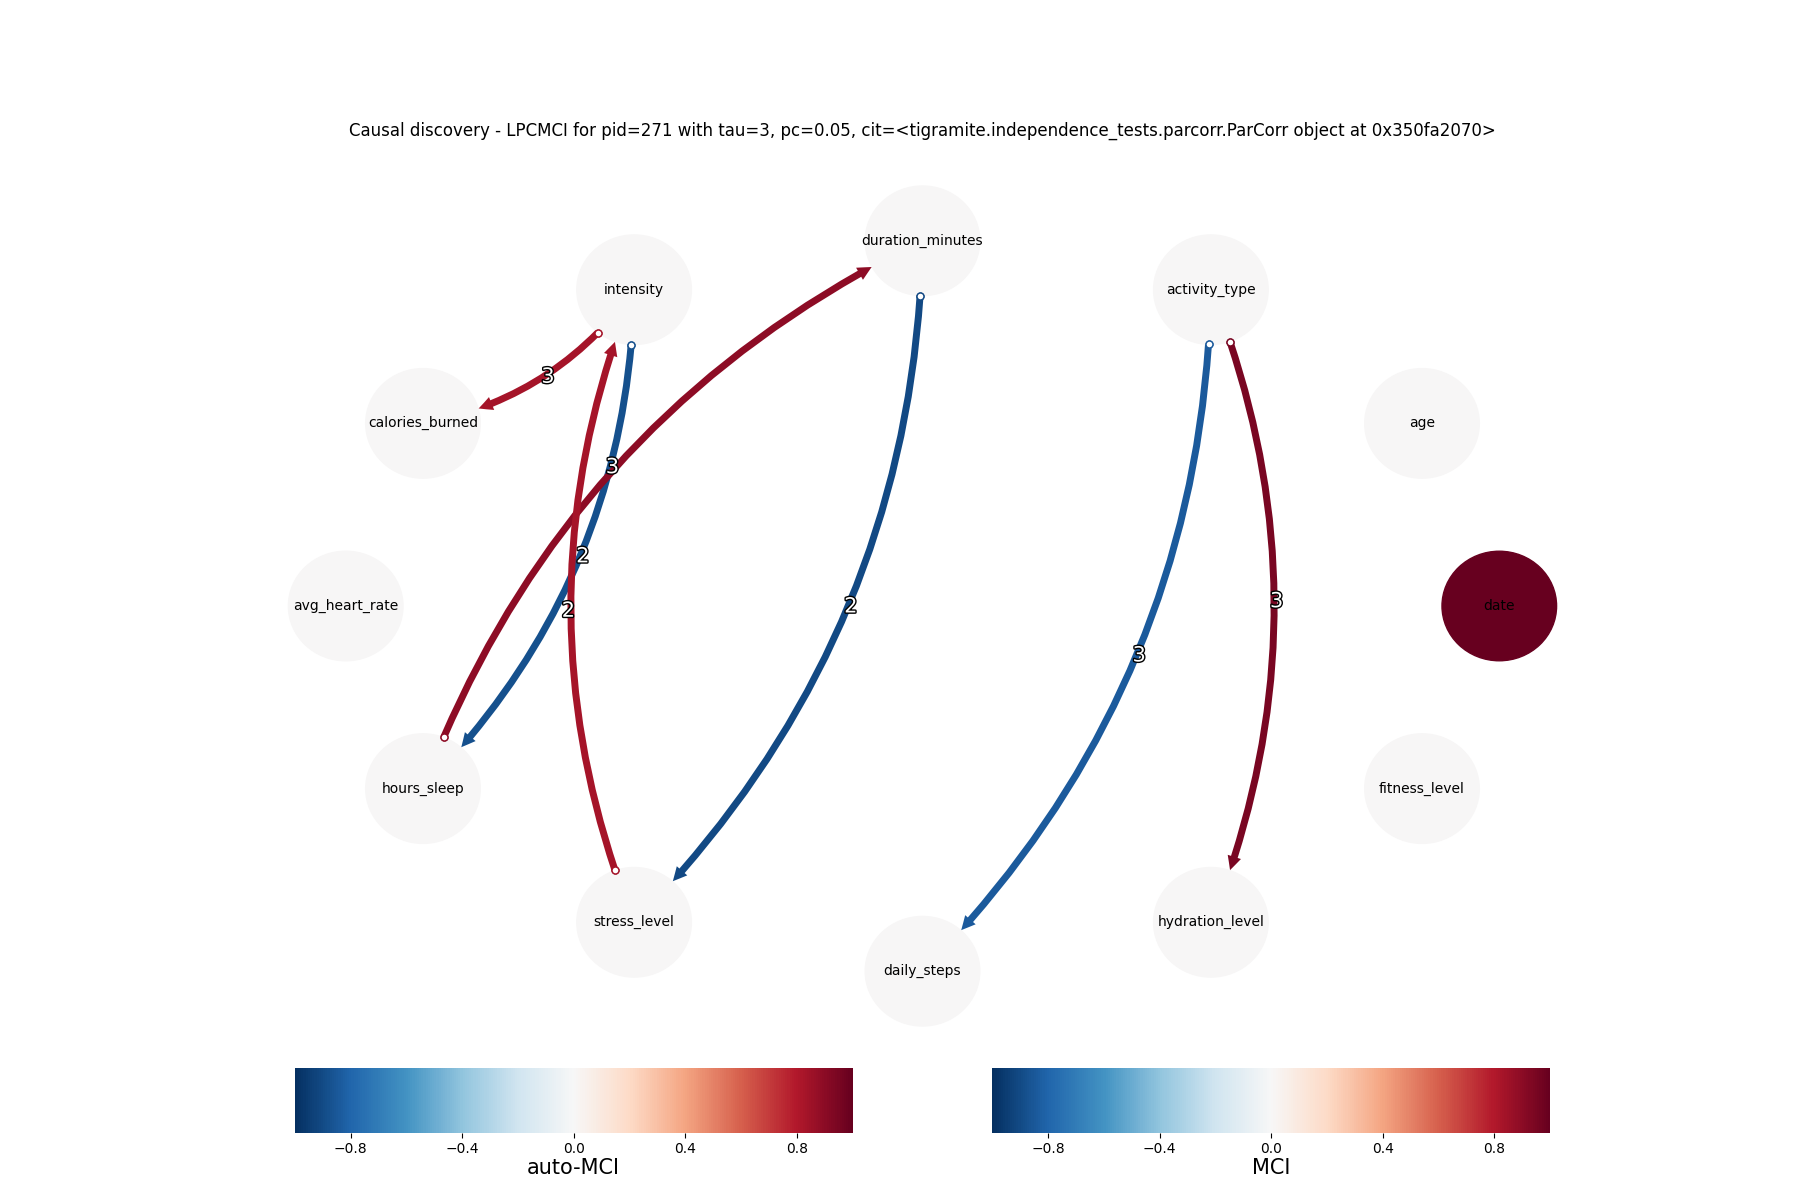 Causal discovery - LPCMCI for pid=271 with tau=3, pc=0.05, cit=<tigramite.independence_tests.parcorr.ParCorr object at 0x350fa2070>
duration_minutes
intensity
activity_type
3
calories_burned
age
3
2
avg_heart_rate
3
date
2
2
3
hours_sleep
fitness_level
stress_level
hydration_level
daily_steps
−0.8 −0.4 0.0 0.4 0.8
auto-MCI
−0.8 −0.4 0.0 0.4 0.8
MCI